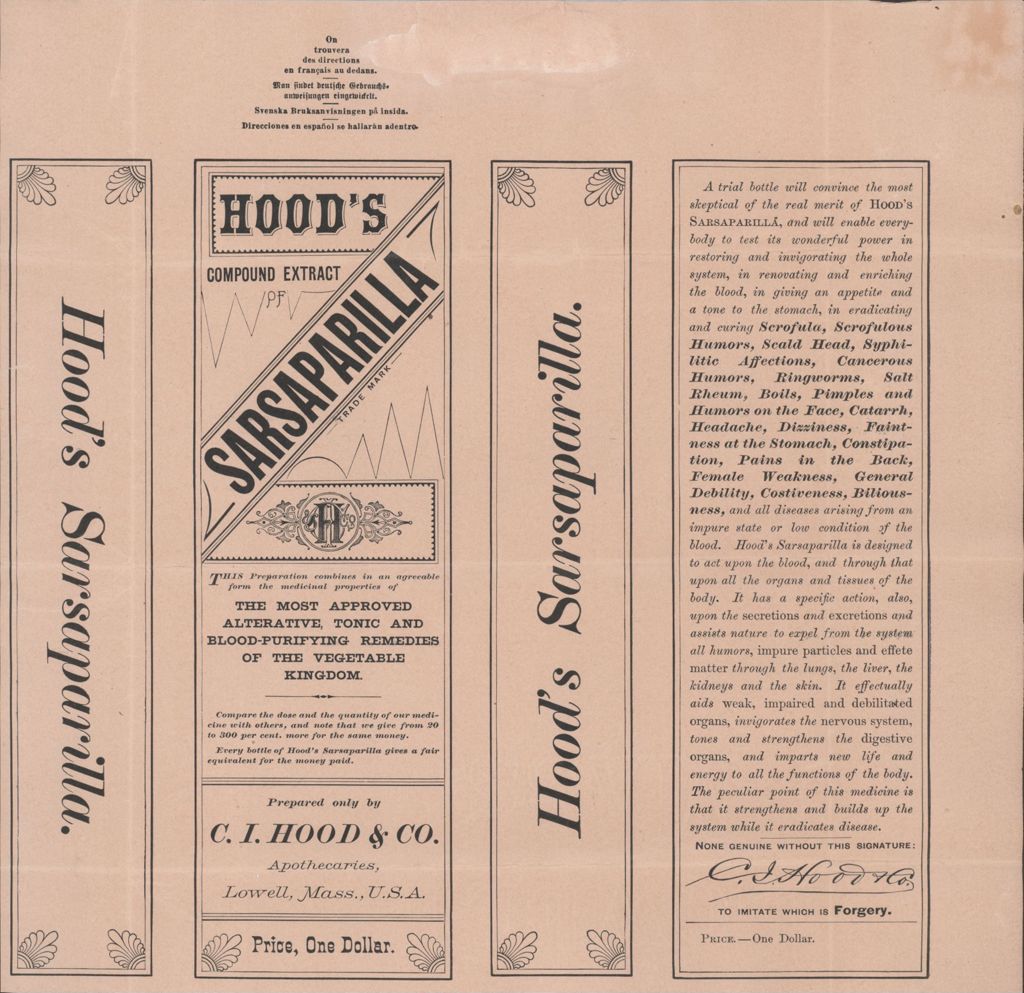 On
trouvera
des directions
en français au dedans.
Man findet deutsche Gebrauchs-
anweisungen eingewickelt.
Svenska Bruksanvisningen på insida.
Direcciones en español se hallarán adentro.
Hood's Sarsaparilla.
HOOD'S
COMPOUND EXTRACT
OF
SARSAPARILLA
TRADE MARK
H
THIS Preparation combines in an agreeable
form the medicinal properties of
THE MOST APPROVED
ALTERATIVE, TONIC AND
BLOOD-PURIFYING REMEDIES
OF THE VEGETABLE
KINGDOM.
Compare the dose and the quantity of our medi-
cine with others, and note that we give from 20
to 300 per cent. more for the same money.
Every bottle of Hood's Sarsaparilla gives a fair
equivalent for the money paid.
Prepared only by
C. I. HOOD & CO.
Apothecaries,
Lowell, Mass., U.S.A.
Price, One Dollar.
Hood's Sarsaparilla.
A trial bottle will convince the most
skeptical of the real merit of HOOD'S
SARSAPARILLA, and will enable every-
body to test its wonderful power in
restoring and invigorating the whole
system, in renovating and enriching
the blood, in giving an appetite and
a tone to the stomach, in eradicating
and curing Scrofula, Scrofulous
Humors, Scald Head, Syphi-
litic Affections, Cancerous
Humors, Ringworms, Salt
Rheum, Boils, Pimples and
Humors on the Face, Catarrh,
Headache, Dizziness, Faint-
ness at the Stomach, Constipa-
tion, Pains in the Back,
Female Weakness, General
Debility, Costiveness, Bilious-
ness, and all diseases arising from an
impure state or low condition of the
blood. Hood's Sarsaparilla is designed
to act upon the blood, and through that
upon all the organs and tissues of the
body. It has a specific action, also,
upon the secretions and excretions and
assists nature to expel from the system
all humors, impure particles and effete
matter through the lungs, the liver, the
kidneys and the skin. It effectually
aids weak, impaired and debilitated
organs, invigorates the nervous system,
tones and strengthens the digestive
organs, and imparts new life and
energy to all the functions of the body.
The peculiar point of this medicine is
that it strengthens and builds up the
system while it eradicates disease.
NONE GENUINE WITHOUT THIS SIGNATURE:
C. I. Hood & Co.
TO IMITATE WHICH IS Forgery.
PRICE.—One Dollar.